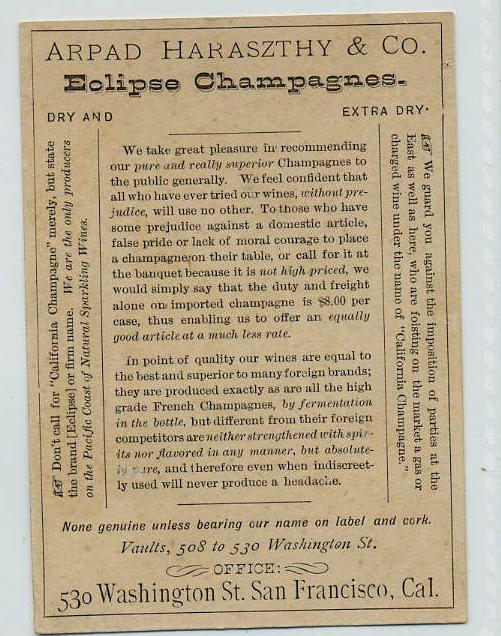 ARPAD HARASZTHY & CO.
Eclipse Champagnes.
DRY AND EXTRA DRY.
Don't call for "California Champagne" merely, but state
the brand [Eclipse] or firm name. We are the only producers
on the Pacific Coast of Natural Sparkling Wines.
We take great pleasure in recommending
our pure and really superior Champagnes to
the public generally. We feel confident that
all who have ever tried our wines, without pre-
judice, will use no other. To those who have
some prejudice against a domestic article,
false pride or lack of moral courage to place
a champagne on their table, or call for it at
the banquet because it is not high priced, we
would simply say that the duty and freight
alone on imported champagne is $8.00 per
case, thus enabling us to offer an equally
good article at a much less rate.
In point of quality our wines are equal to
the best and superior to many foreign brands;
they are produced exactly as are all the high
grade French Champagnes, by fermentation
in the bottle, but different from their foreign
competitors are neither strengthened with spir-
its nor flavored in any manner, but absolute-
ly pure, and therefore even when indiscreet-
ly used will never produce a headache.
We guard you against the imposition of parties at the
East as well as here, who are foisting on the market a gas or
charged wine under the name of "California Champagne."
None genuine unless bearing our name on label and cork.
Vaults, 508 to 530 Washington St.
OFFICE:
530 Washington St. San Francisco, Cal.